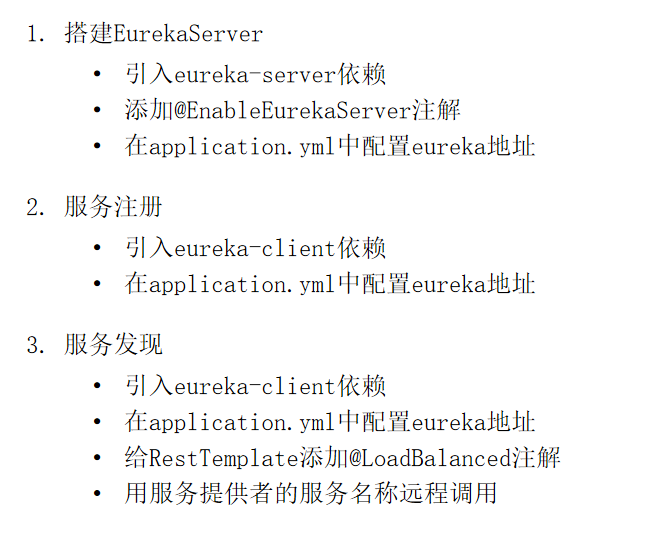 1. 搭建EurekaServer
• 引入eureka-server依赖
• 添加@EnableEurekaServer注解
• 在application.yml中配置eureka地址
2. 服务注册
• 引入eureka-client依赖
• 在application.yml中配置eureka地址
3. 服务发现
• 引入eureka-client依赖
• 在application.yml中配置eureka地址
• 给RestTemplate添加@LoadBalanced注解
• 用服务提供者的服务名称远程调用